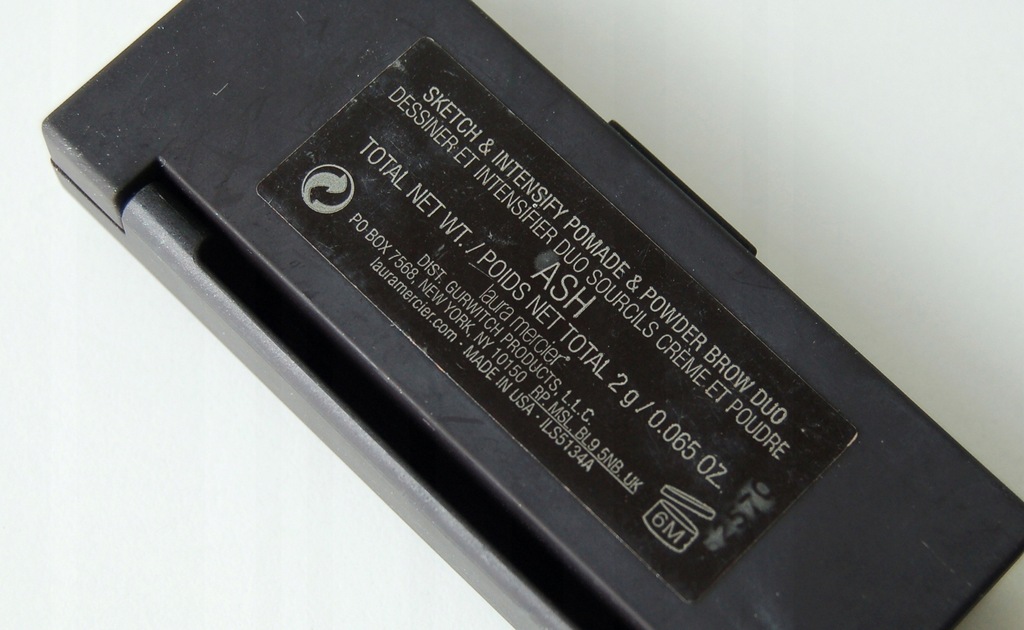 SKETCH & INTENSIFY POMADE & POWDER BROW DUO
DESSINER ET INTENSIFIER DUO SOURCILS CRÈME ET POUDRE
ASH
TOTAL NET WT. / POIDS NET TOTAL 2 g / 0.065 OZ.
laura mercier
DIST. GURWITCH PRODUCTS, L.L.C.
PO BOX 7568, NEW YORK, NY 10150 RP. MSL, BL9 5NB, UK
lauramercier.com · MADE IN USA · ILS5134A
6M